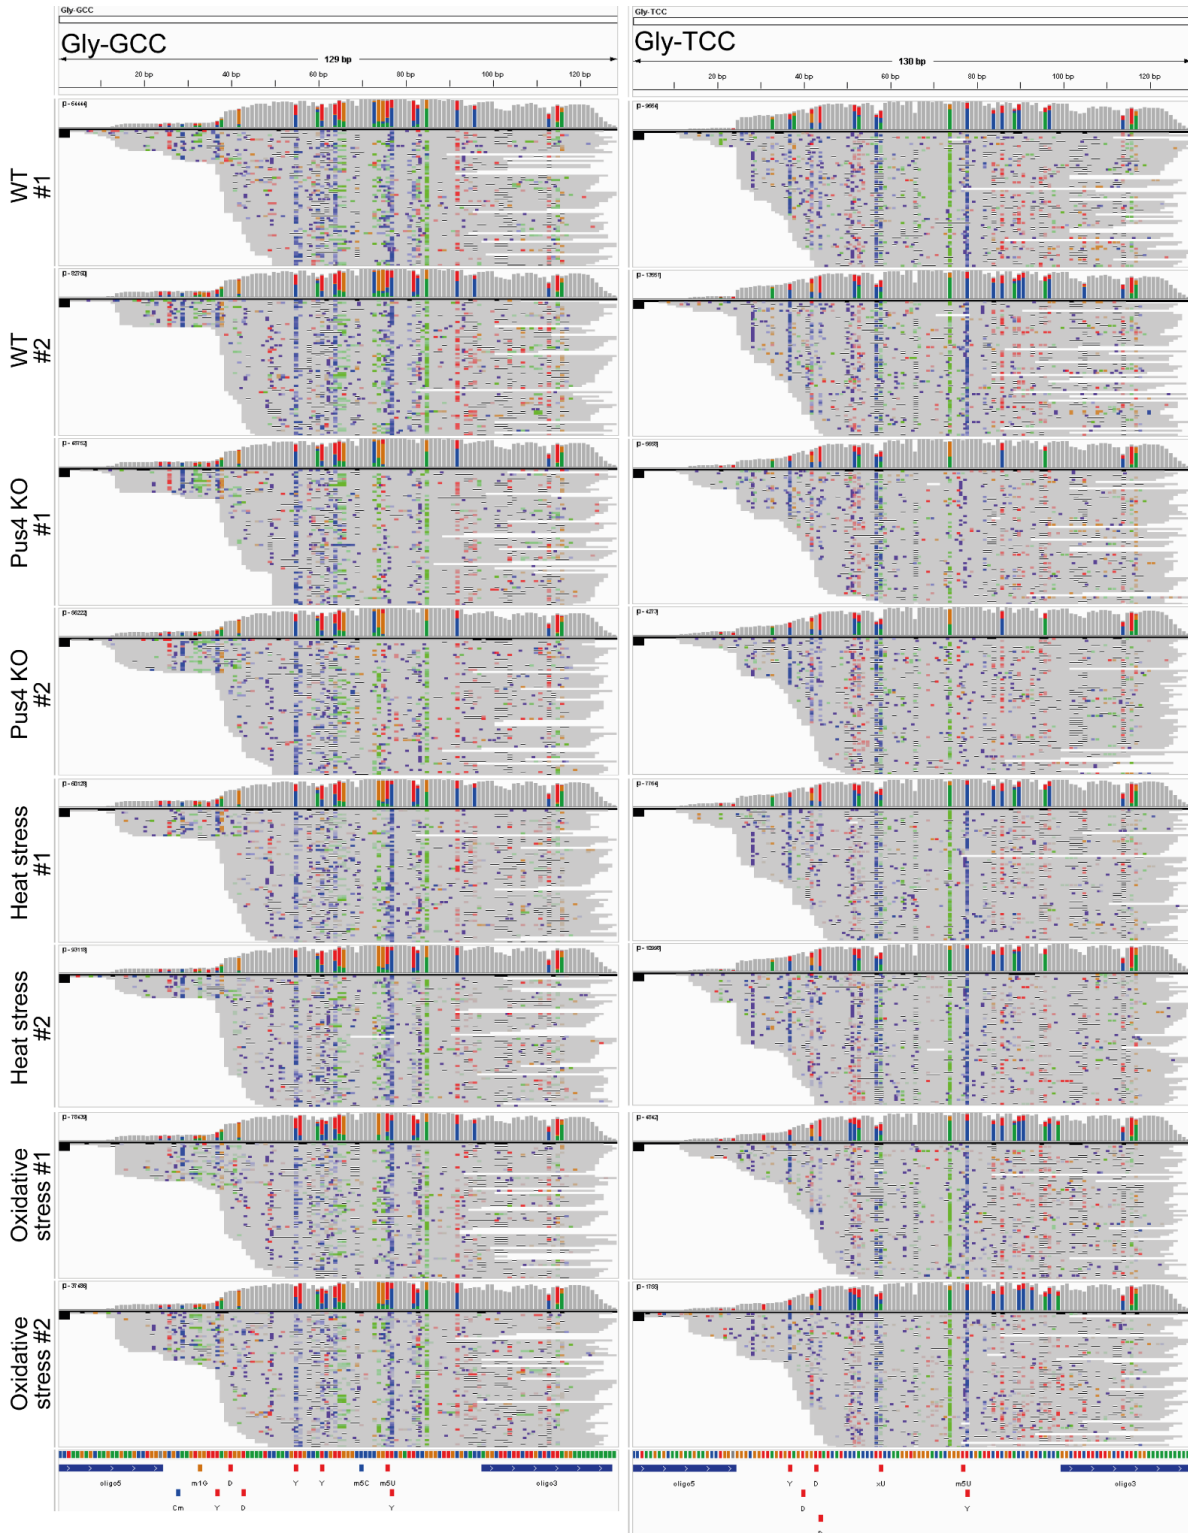 Gly-GCC
Gly-GCC
129 bp
20 bp
40 bp
60 bp
80 bp
100 bp
120 bp
Gly-TCC
Gly-TCC
130 bp
20 bp
40 bp
60 bp
80 bp
100 bp
120 bp
WT
#1
WT
#2
Pus4 KO
#1
Pus4 KO
#2
Heat stress
#1
Heat stress
#2
Oxidative
stress #1
Oxidative
stress #2
oligo5
m1G
D
Y
Y
m5C
m5U
oligo3
Cm
Y
D
Y
oligo5
Y
D
xU
m5U
oligo3
D
Y